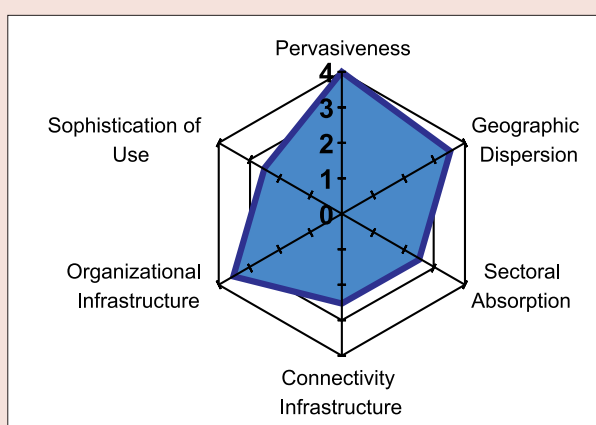 Pervasiveness
4
3
2
1
0
Sophistication of
Use
Geographic
Dispersion
Organizational
Infrastructure
Sectoral
Absorption
Connectivity
Infrastructure